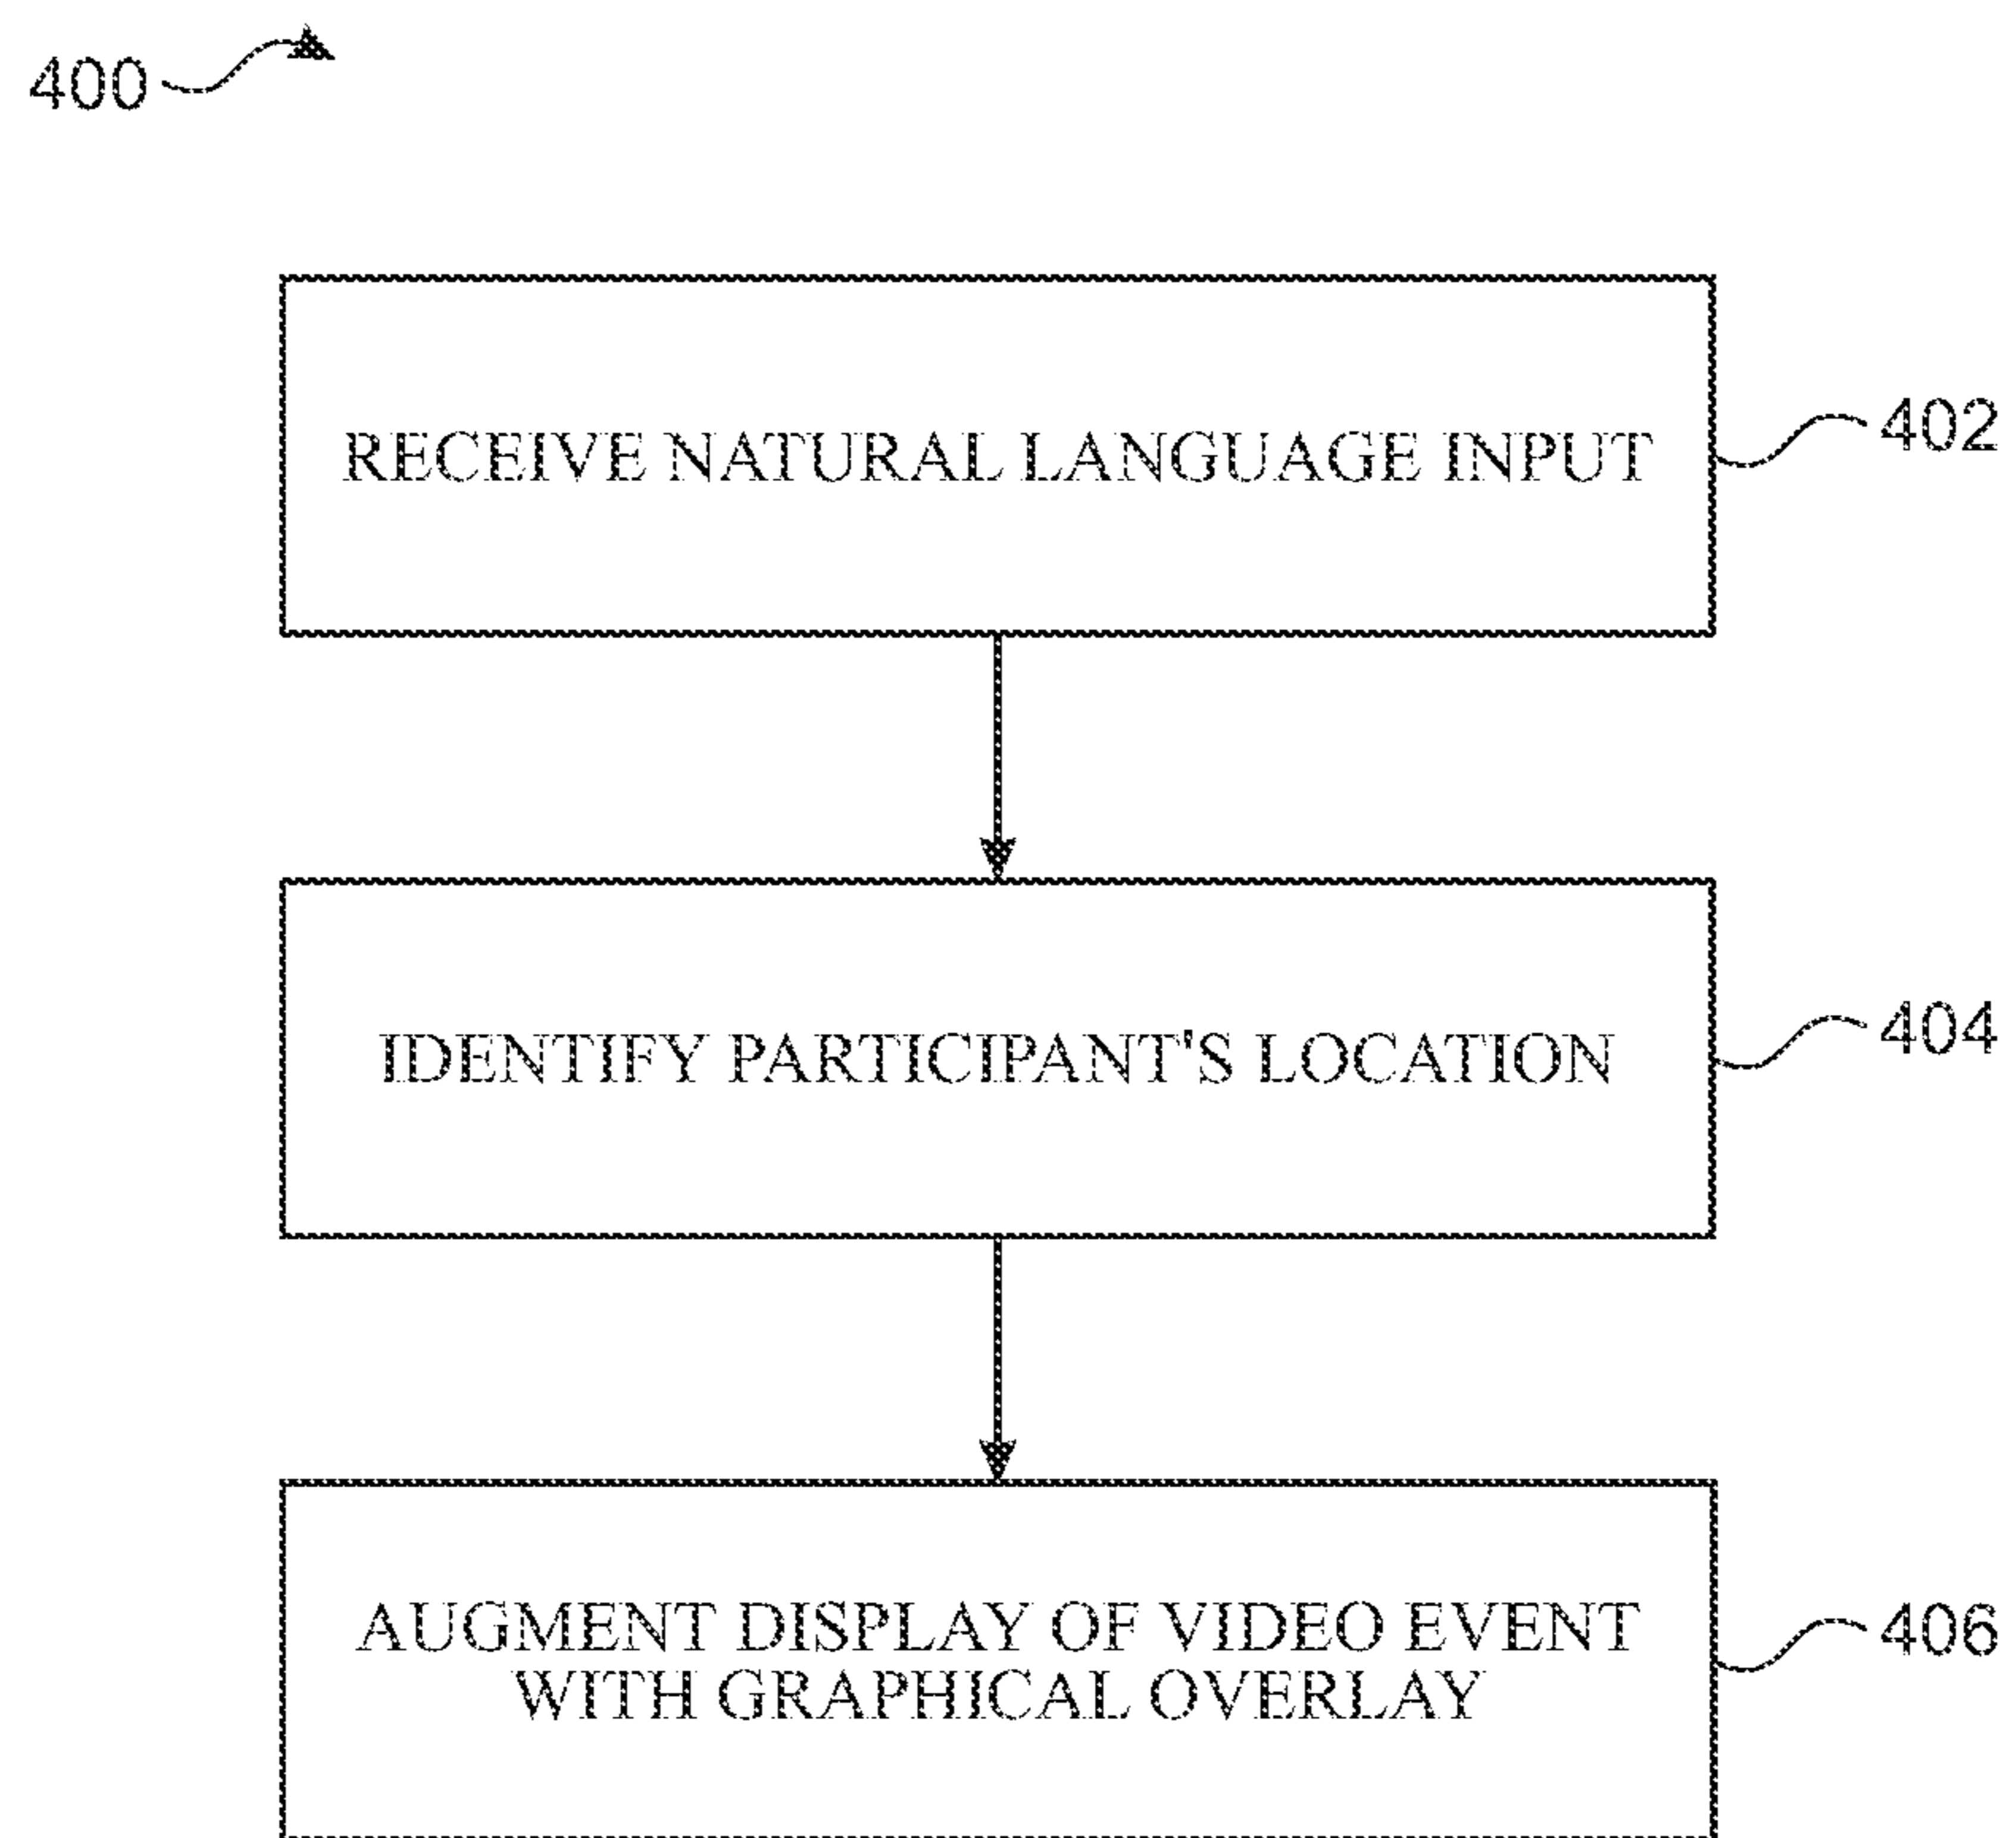 400
RECEIVE NATURAL LANGUAGE INPUT
402
IDENTIFY PARTICIPANT'S LOCATION
404
AUGMENT DISPLAY OF VIDEO EVENT
WITH GRAPHICAL OVERLAY
406